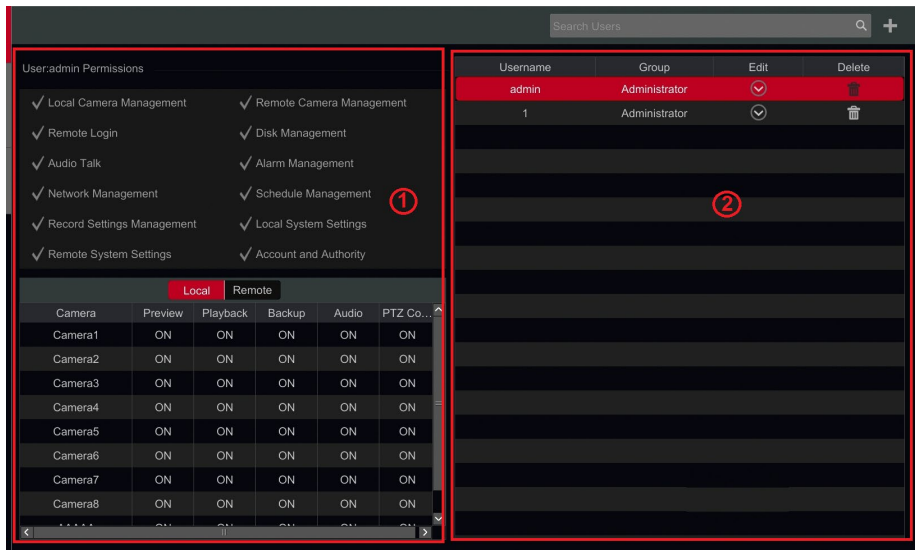 Search Users
User:admin Permissions
Local Camera Management Remote Camera Management
Remote Login Disk Management
Audio Talk Alarm Management
Network Management Schedule Management
Record Settings Management Local System Settings
Remote System Settings Account and Authority
1
Local Remote
Camera Preview Playback Backup Audio PTZ Co...
Camera1 ON ON ON ON ON
Camera2 ON ON ON ON ON
Camera3 ON ON ON ON ON
Camera4 ON ON ON ON ON
Camera5 ON ON ON ON ON
Camera6 ON ON ON ON ON
Camera7 ON ON ON ON ON
Camera8 ON ON ON ON ON
Username Group Edit Delete
admin Administrator
1 Administrator
2